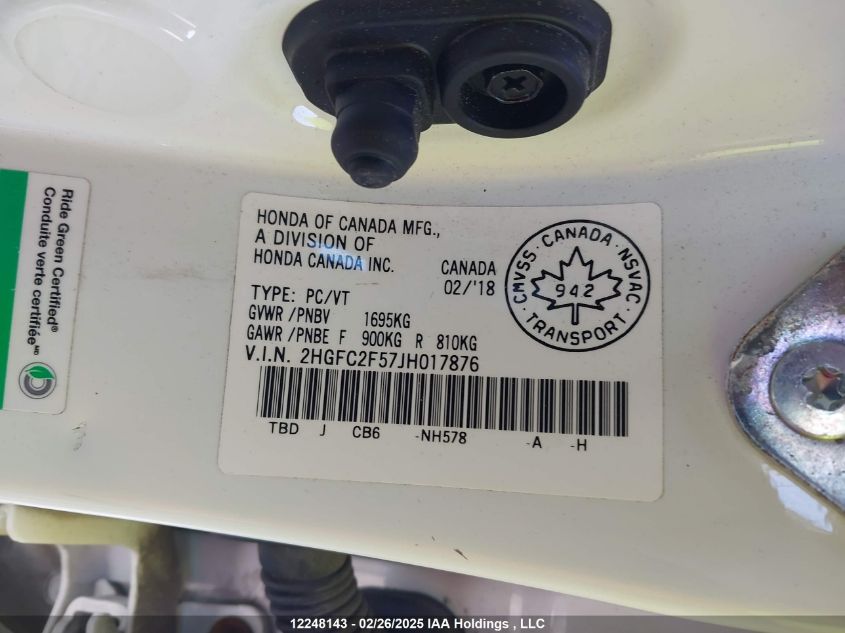 Ride Green Certified®
Conduite verte certifiée MD
HONDA OF CANADA MFG.,
A DIVISION OF
HONDA CANADA INC.
CANADA
02/'18
TYPE: PC/VT
GVWR /PNBV 1695KG
GAWR /PNBE F 900KG R 810KG
V.I.N. 2HGFC2F57JH017876
TBD J CB6 -NH578 -A -H
CMVSS · CANADA · NSVAC
942
TRANSPORT
12248143 - 02/26/2025 IAA Holdings , LLC